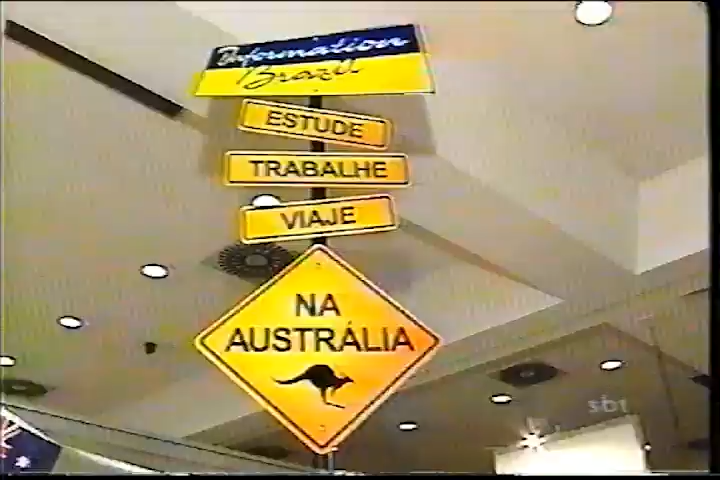 Information
Brazil
ESTUDE
TRABALHE
VIAJE
NA
AUSTRÁLIA
sbt